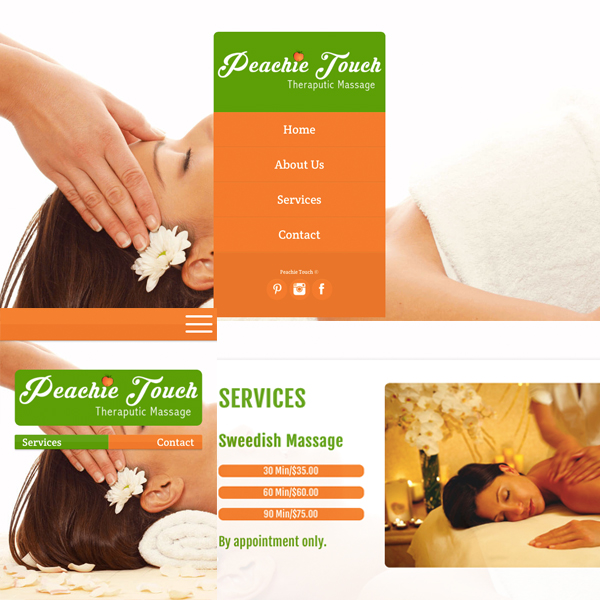 Peachie Touch
Theraputic Massage
Home
About Us
Services
Contact
Peachie Touch ©
Peachie Touch
Theraputic Massage
Services Contact
SERVICES
Sweedish Massage
30 Min/$35.00
60 Min/$60.00
90 Min/$75.00
By appointment only.